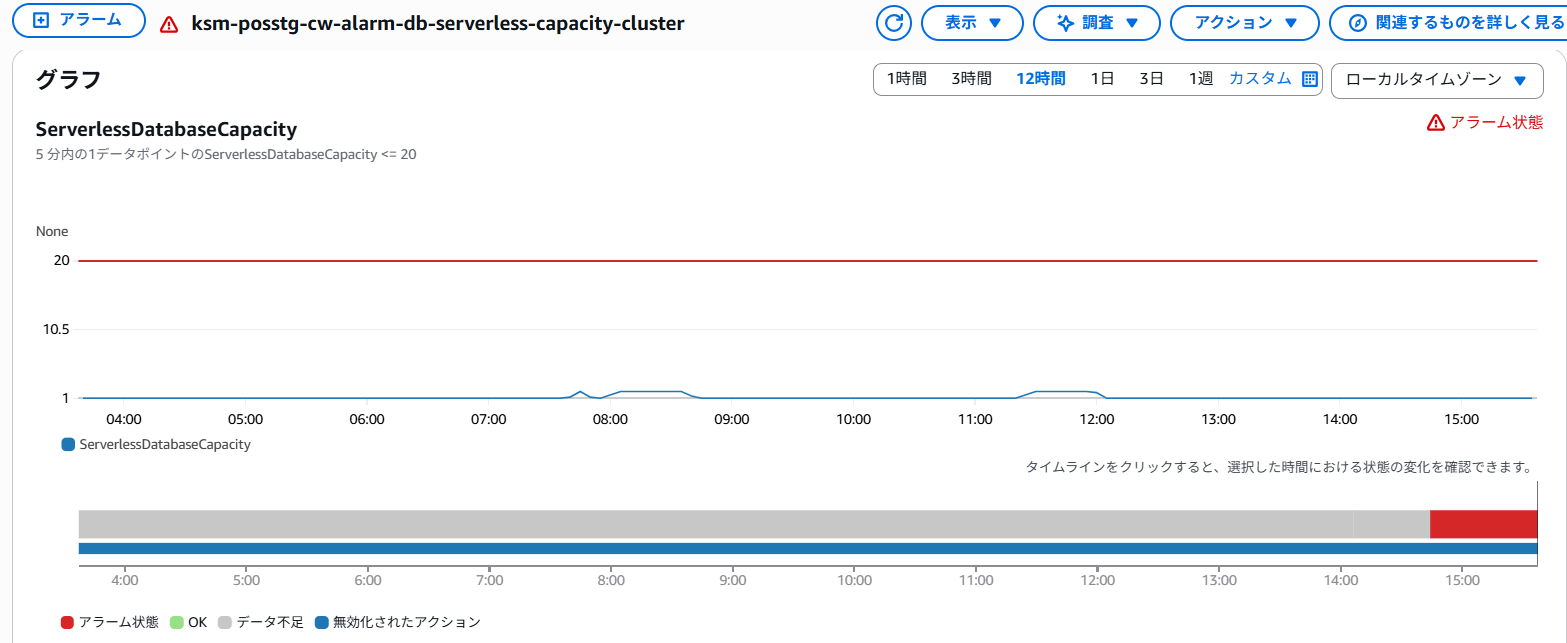 アラーム
ksm-posstg-cw-alarm-db-serverless-capacity-cluster
表示 ▼
調査 ▼
アクション ▼
関連するものを詳しく見る
グラフ
1時間 3時間 12時間 1日 3日 1週 カスタム
ローカルタイムゾーン ▼
ServerlessDatabaseCapacity
アラーム状態
5 分内の1データポイントのServerlessDatabaseCapacity <= 20
None
20
10.5
1
04:00 05:00 06:00 07:00 08:00 09:00 10:00 11:00 12:00 13:00 14:00 15:00
ServerlessDatabaseCapacity
タイムラインをクリックすると、選択した時間における状態の変化を確認できます。
4:00 5:00 6:00 7:00 8:00 9:00 10:00 11:00 12:00 13:00 14:00 15:00
アラーム状態 OK データ不足 無効化されたアクション